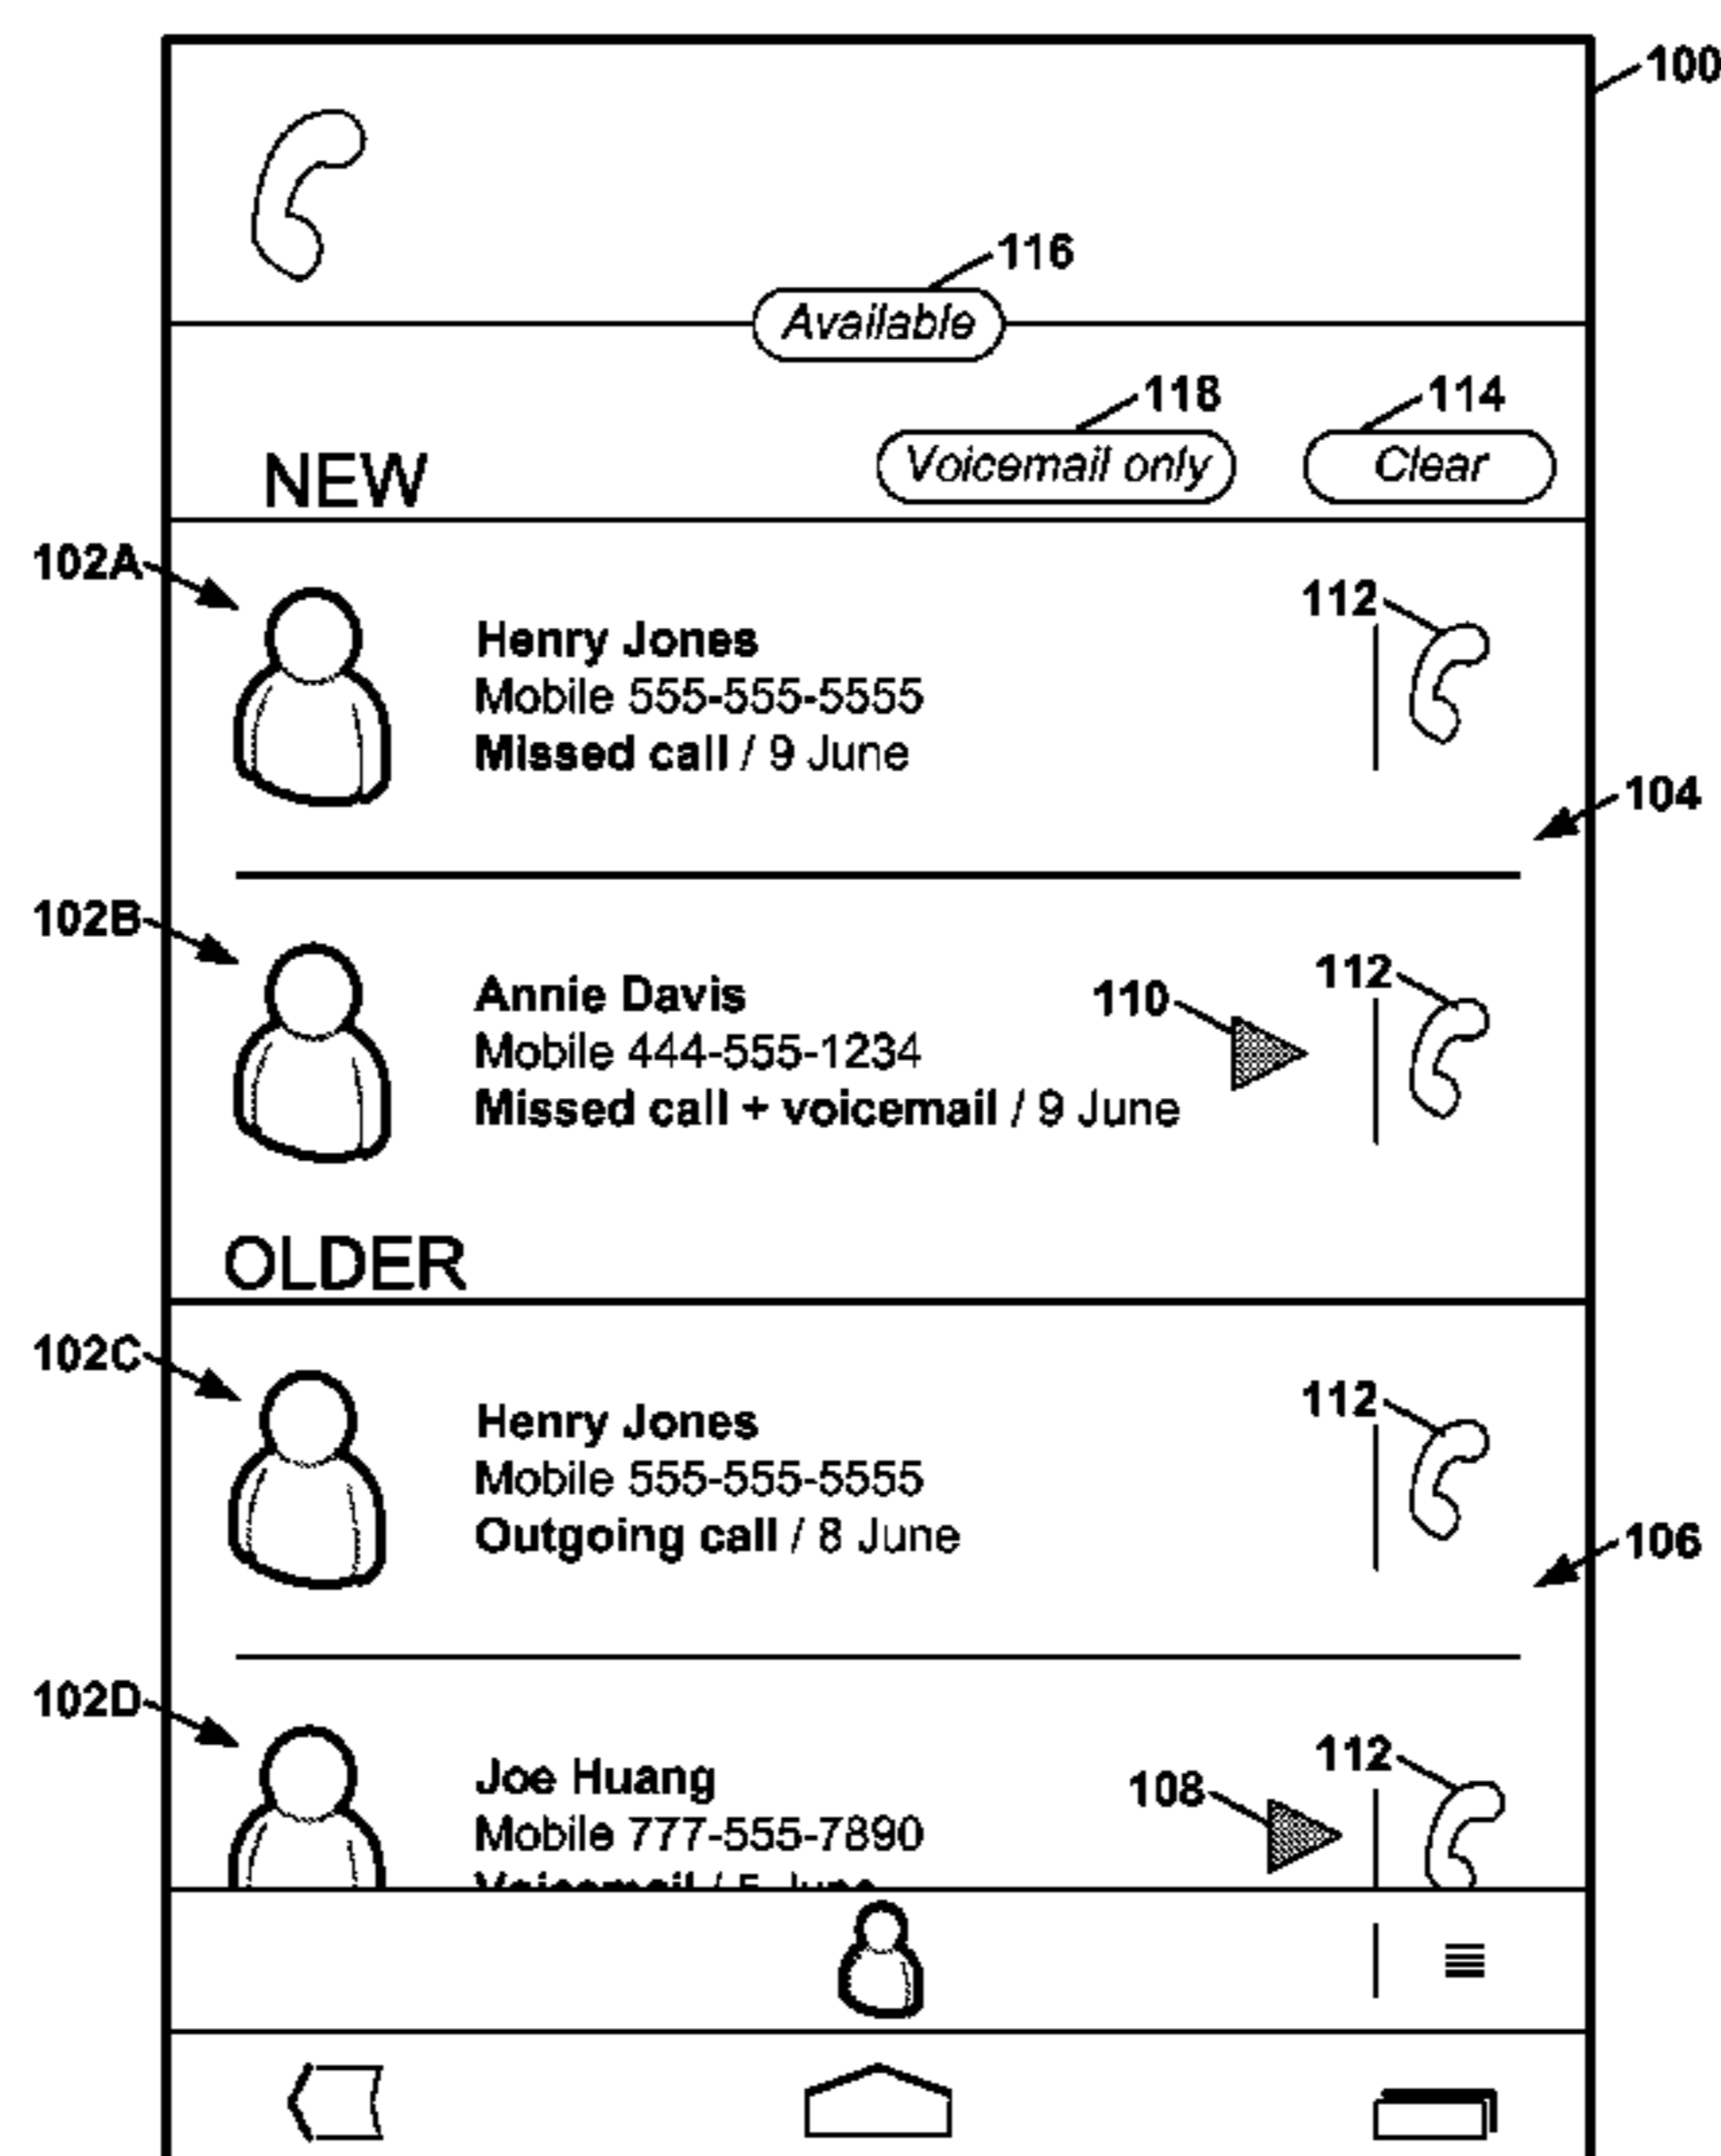 100
116
Available
118
114
NEW
Voicemail only
Clear
102A
112
Henry Jones
Mobile 555-555-5555
Missed call / 9 June
104
102B
112
110
Annie Davis
Mobile 444-555-1234
Missed call + voicemail / 9 June
OLDER
102C
112
Henry Jones
Mobile 555-555-5555
Outgoing call / 8 June
106
102D
112
108
Joe Huang
Mobile 777-555-7890
Voicemail / 5 June